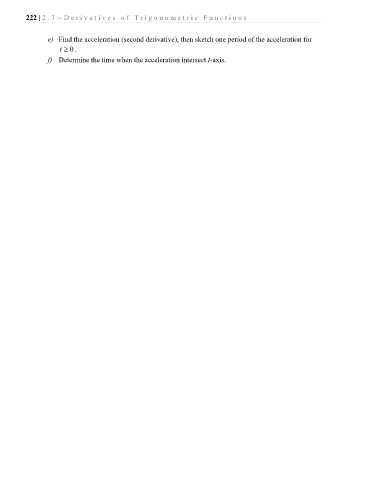 222 | 2.3 – Derivatives of Trigonometric Functions
e) Find the acceleration (second derivative), then sketch one period of the acceleration for
t ≥ 0 .
f) Determine the time when the acceleration intersect t-axis.